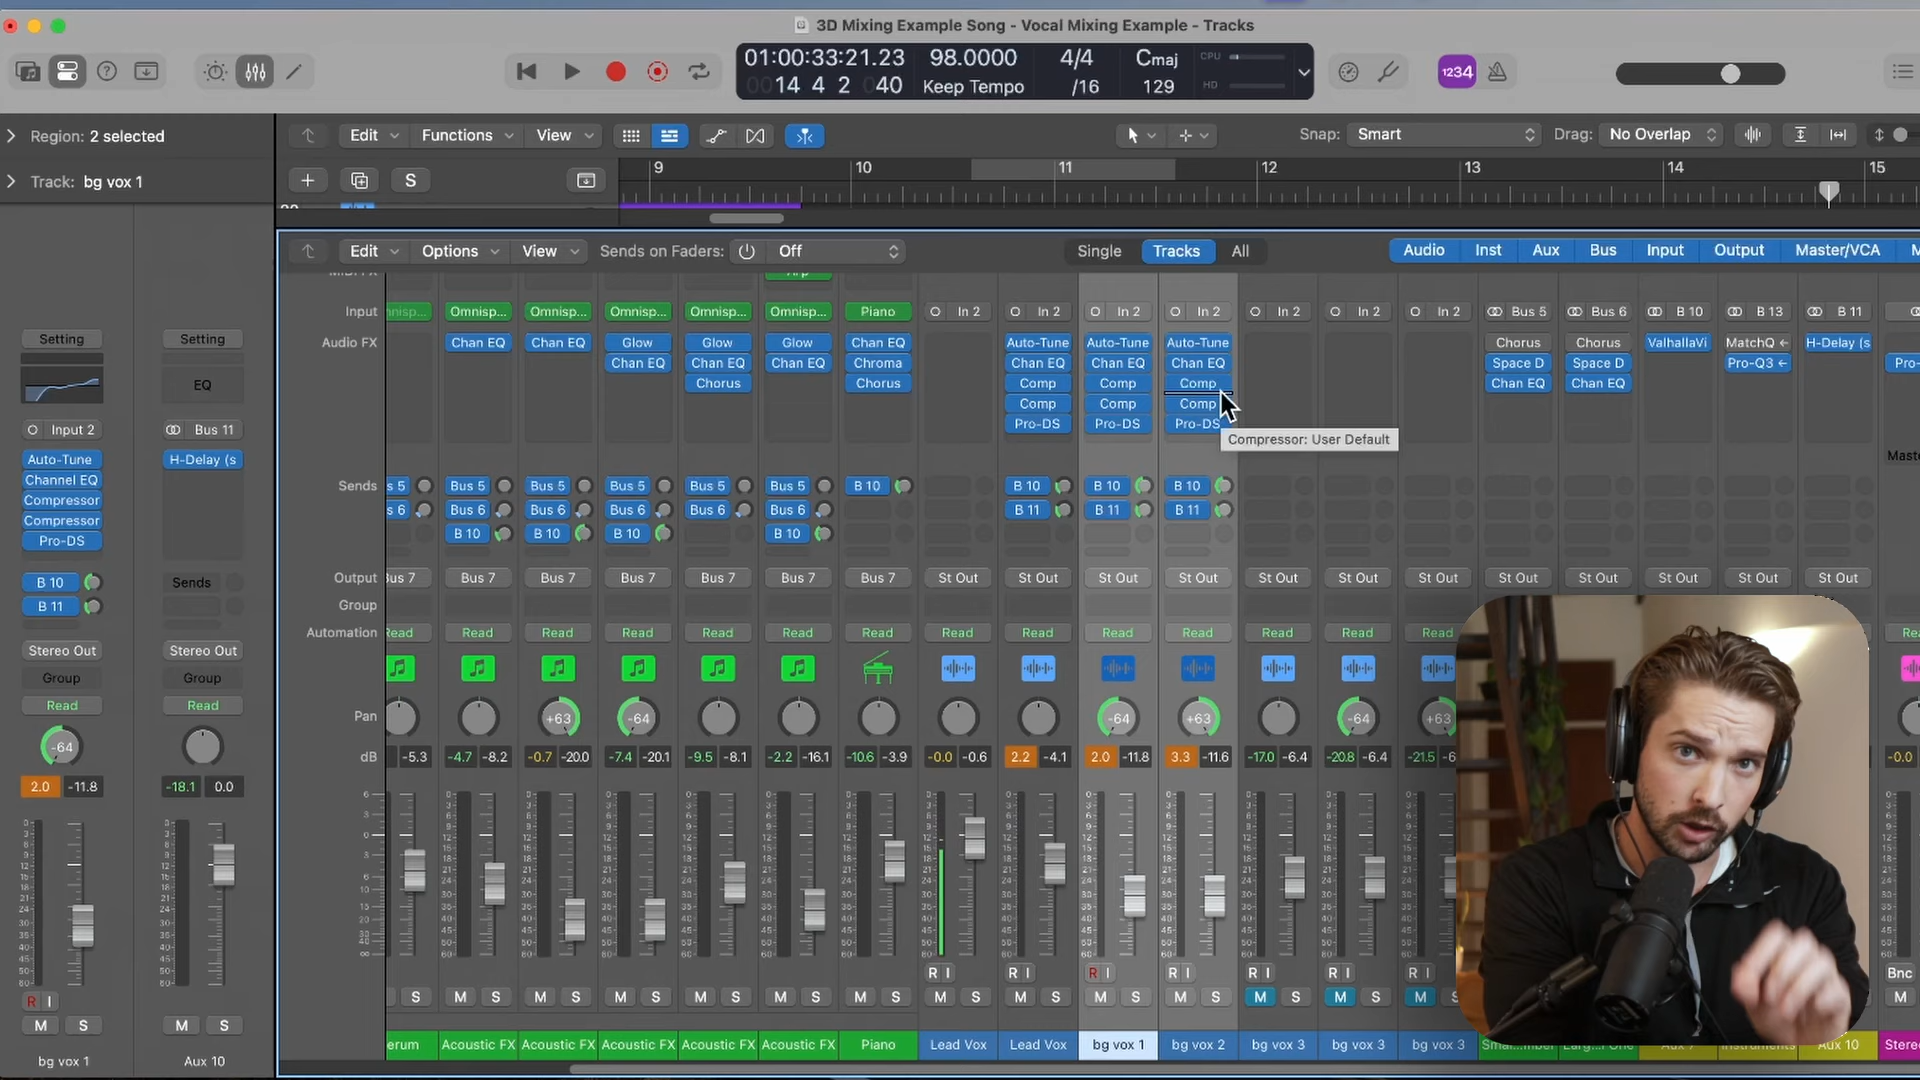 3D Mixing Example Song - Vocal Mixing Example - Tracks
01:00:33:21.23 98.0000 4/4 Cmaj CPU
14 4 2 040 Keep Tempo /16 129 HD
1234
Region: 2 selected
Edit Functions View Snap: Smart Drag: No Overlap
Track: bg vox 1
S
9 10 11 12 13 14 15
Edit Options View Sends on Faders: Off Single Tracks All Audio Inst Aux Bus Input Output Master/VCA
Input Omnisp... Omnisp... Omnisp... Omnisp... Omnisp... Piano In 2 In 2 In 2 In 2 In 2 In 2 In 2 Bus 5 Bus 6 B 10 B 13 B 11
Setting Setting
Audio FX Chan EQ Chan EQ Glow Glow Glow Chan EQ Auto-Tune Auto-Tune Auto-Tune Chorus Chorus ValhallaVi MatchQ H-Delay (s
Chan EQ Chan EQ Chan EQ Chroma Chan EQ Chan EQ Chan EQ Space D Space D Pro-Q3
EQ
Chorus Chorus Comp Comp Comp Chan EQ Chan EQ
Comp Comp Comp
Pro-DS Pro-DS Pro-DS
Compressor: User Default
Input 2 Bus 11
Auto-Tune H-Delay (s
Channel EQ
Compressor
Compressor
Pro-DS
Sends Bus 5 Bus 5 Bus 5 Bus 5 Bus 5 B 10 B 10 B 10 B 10
Bus 6 Bus 6 Bus 6 Bus 6 Bus 6 B 11 B 11 B 11
B 10 B 10 B 10 B 10
B 10 Sends
B 11
Output Bus 7 Bus 7 Bus 7 Bus 7 Bus 7 Bus 7 Bus 7 St Out St Out St Out St Out St Out St Out St Out St Out St Out St Out St Out St Out
Group
Automation Read Read Read Read Read Read Read Read Read Read Read Read Read Read
Stereo Out Stereo Out
Group Group
Read Read
Pan +63 -64 -64 +63 -64 +63
-64
dB -5.3 -4.7 -8.2 -0.7 -20.0 -7.4 -20.1 -9.5 -8.1 -2.2 -16.1 -10.6 -3.9 -0.0 -0.6 2.2 -4.1 2.0 -11.8 3.3 -11.6 -17.0 -6.4 -20.8 -6.4 -21.5 -0.0
2.0 -11.8 -18.1 0.0
R I R I R I R I R I R I R I Bnc
S M S M S M S M S M S M S M S M S M S M S M S M S M S M
R I
M S M S
erum Acoustic FX Acoustic FX Acoustic FX Acoustic FX Acoustic FX Piano Lead Vox Lead Vox bg vox 1 bg vox 2 bg vox 3 bg vox 3 bg vox 3 Aux 10 Stereo
bg vox 1 Aux 10